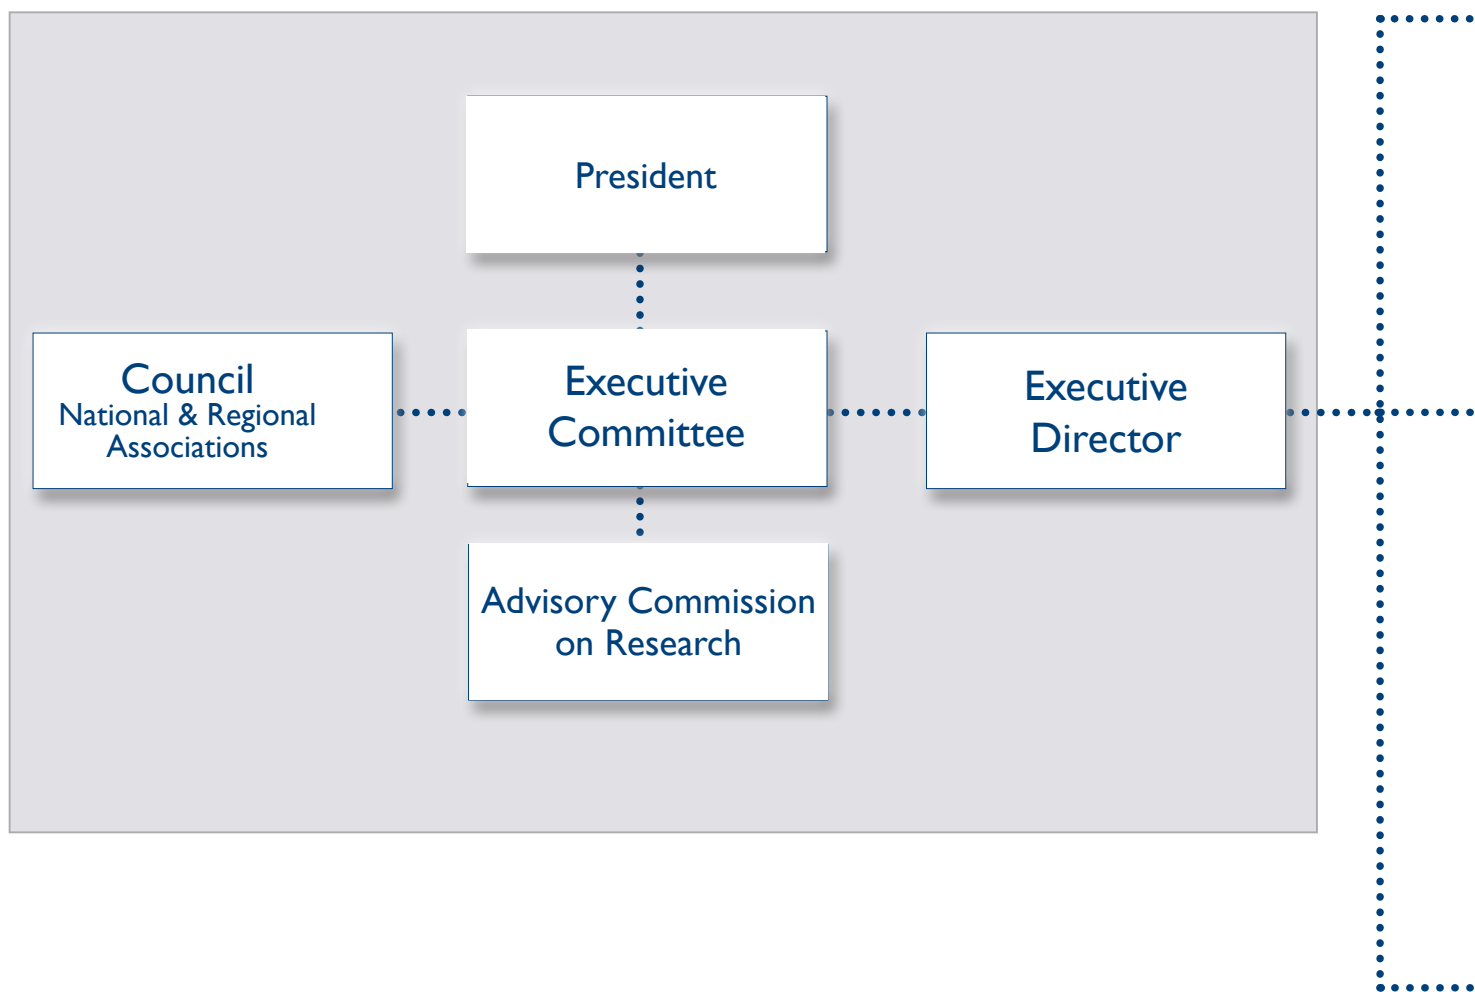 President
Council
National & Regional
Associations
Executive
Committee
Executive
Director
Advisory Commission
on Research